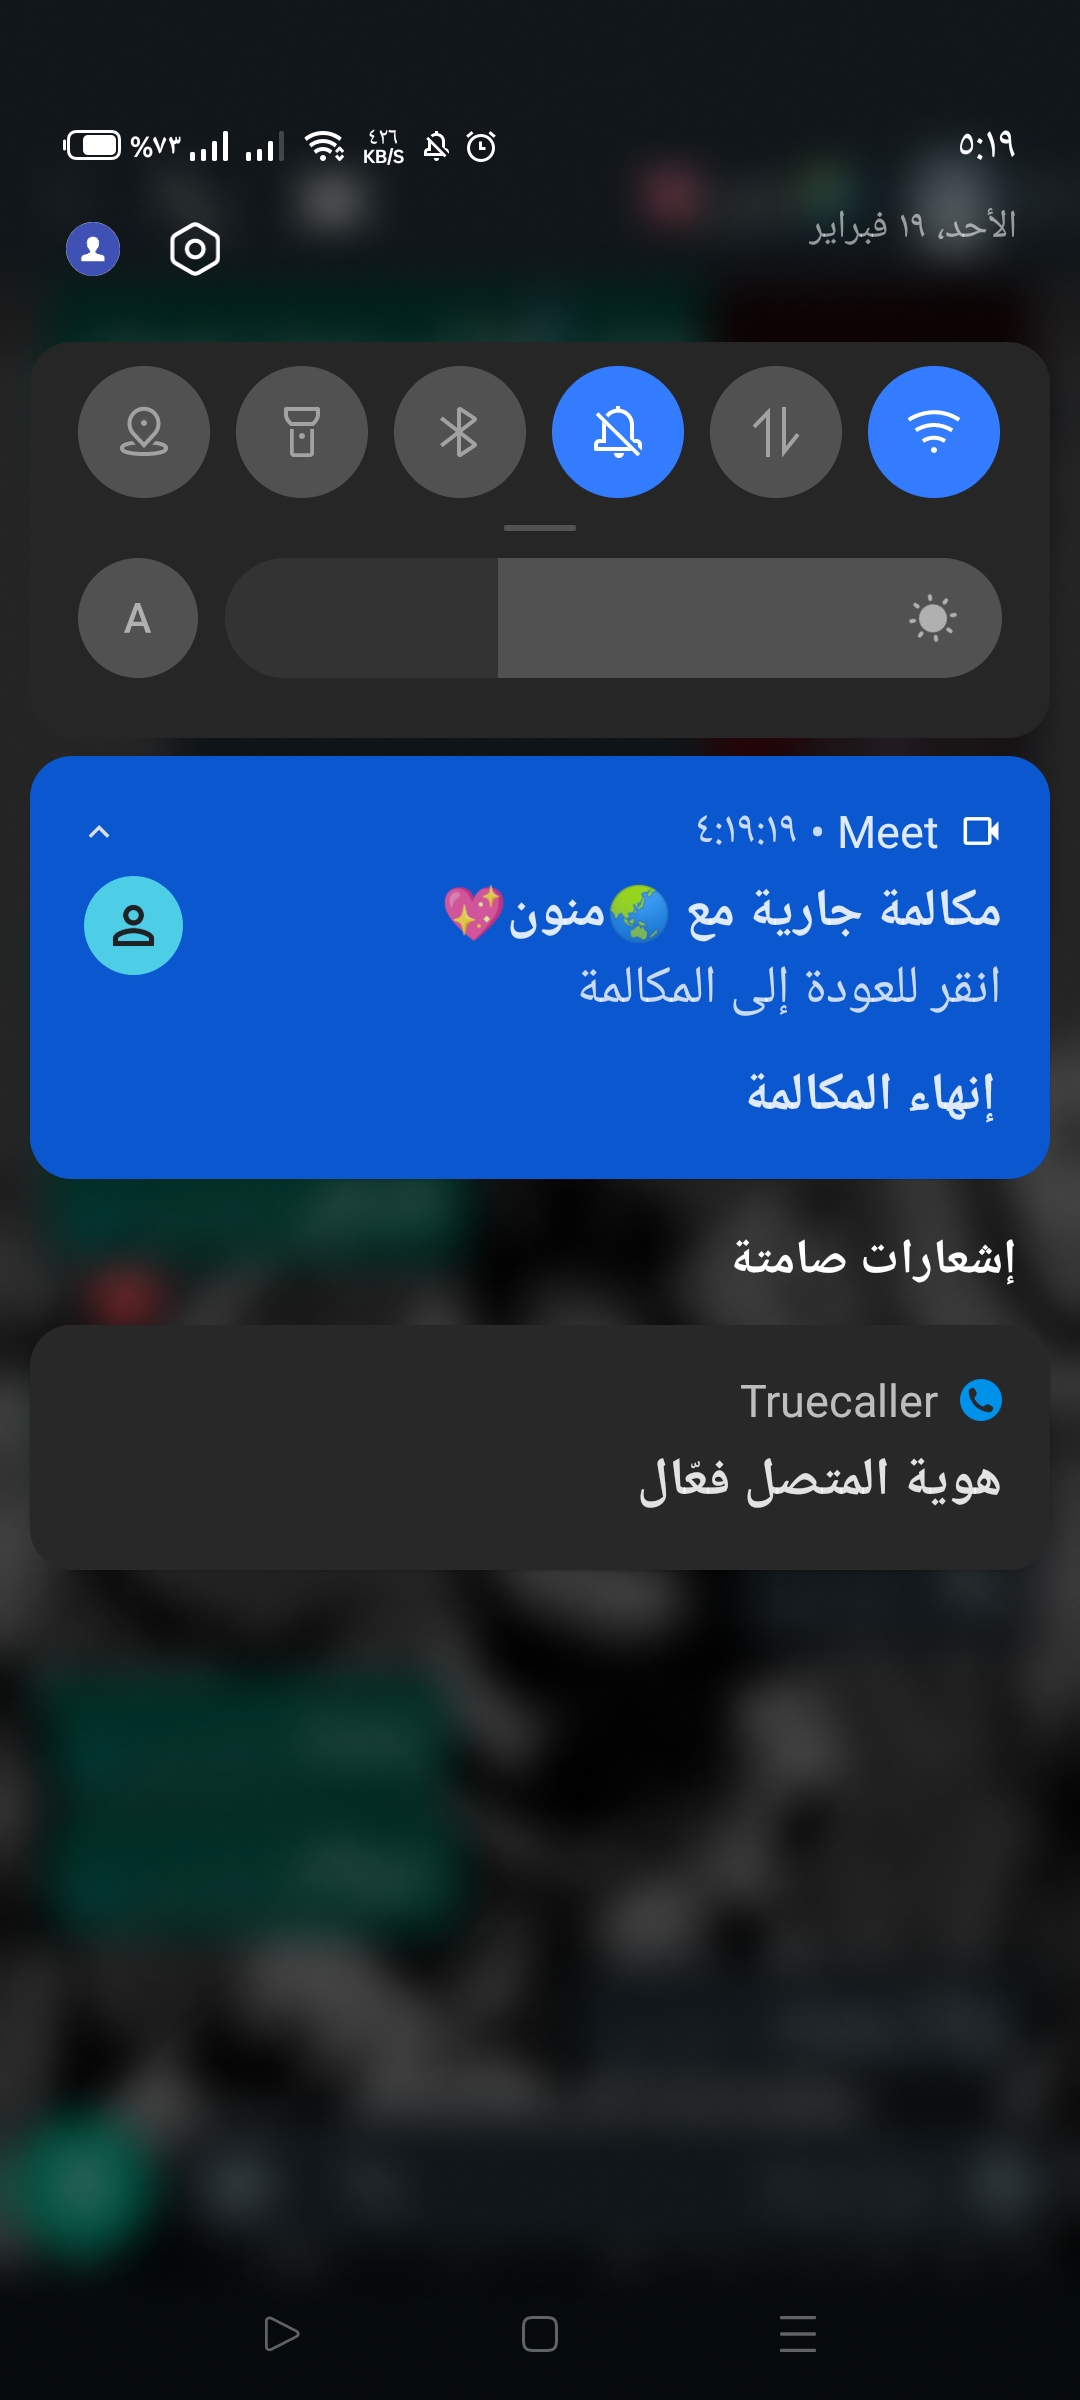 ٥:١٩
%٧٣
٤٢٦
KB/S
الأحد، ١٩ فبراير
A
Meet • ٤:١٩:١٩
مكالمة جارية مع 🌏منون💖
انقر للعودة إلى المكالمة
إنهاء المكالمة
إشعارات صامتة
Truecaller
هوية المتصل فعّال